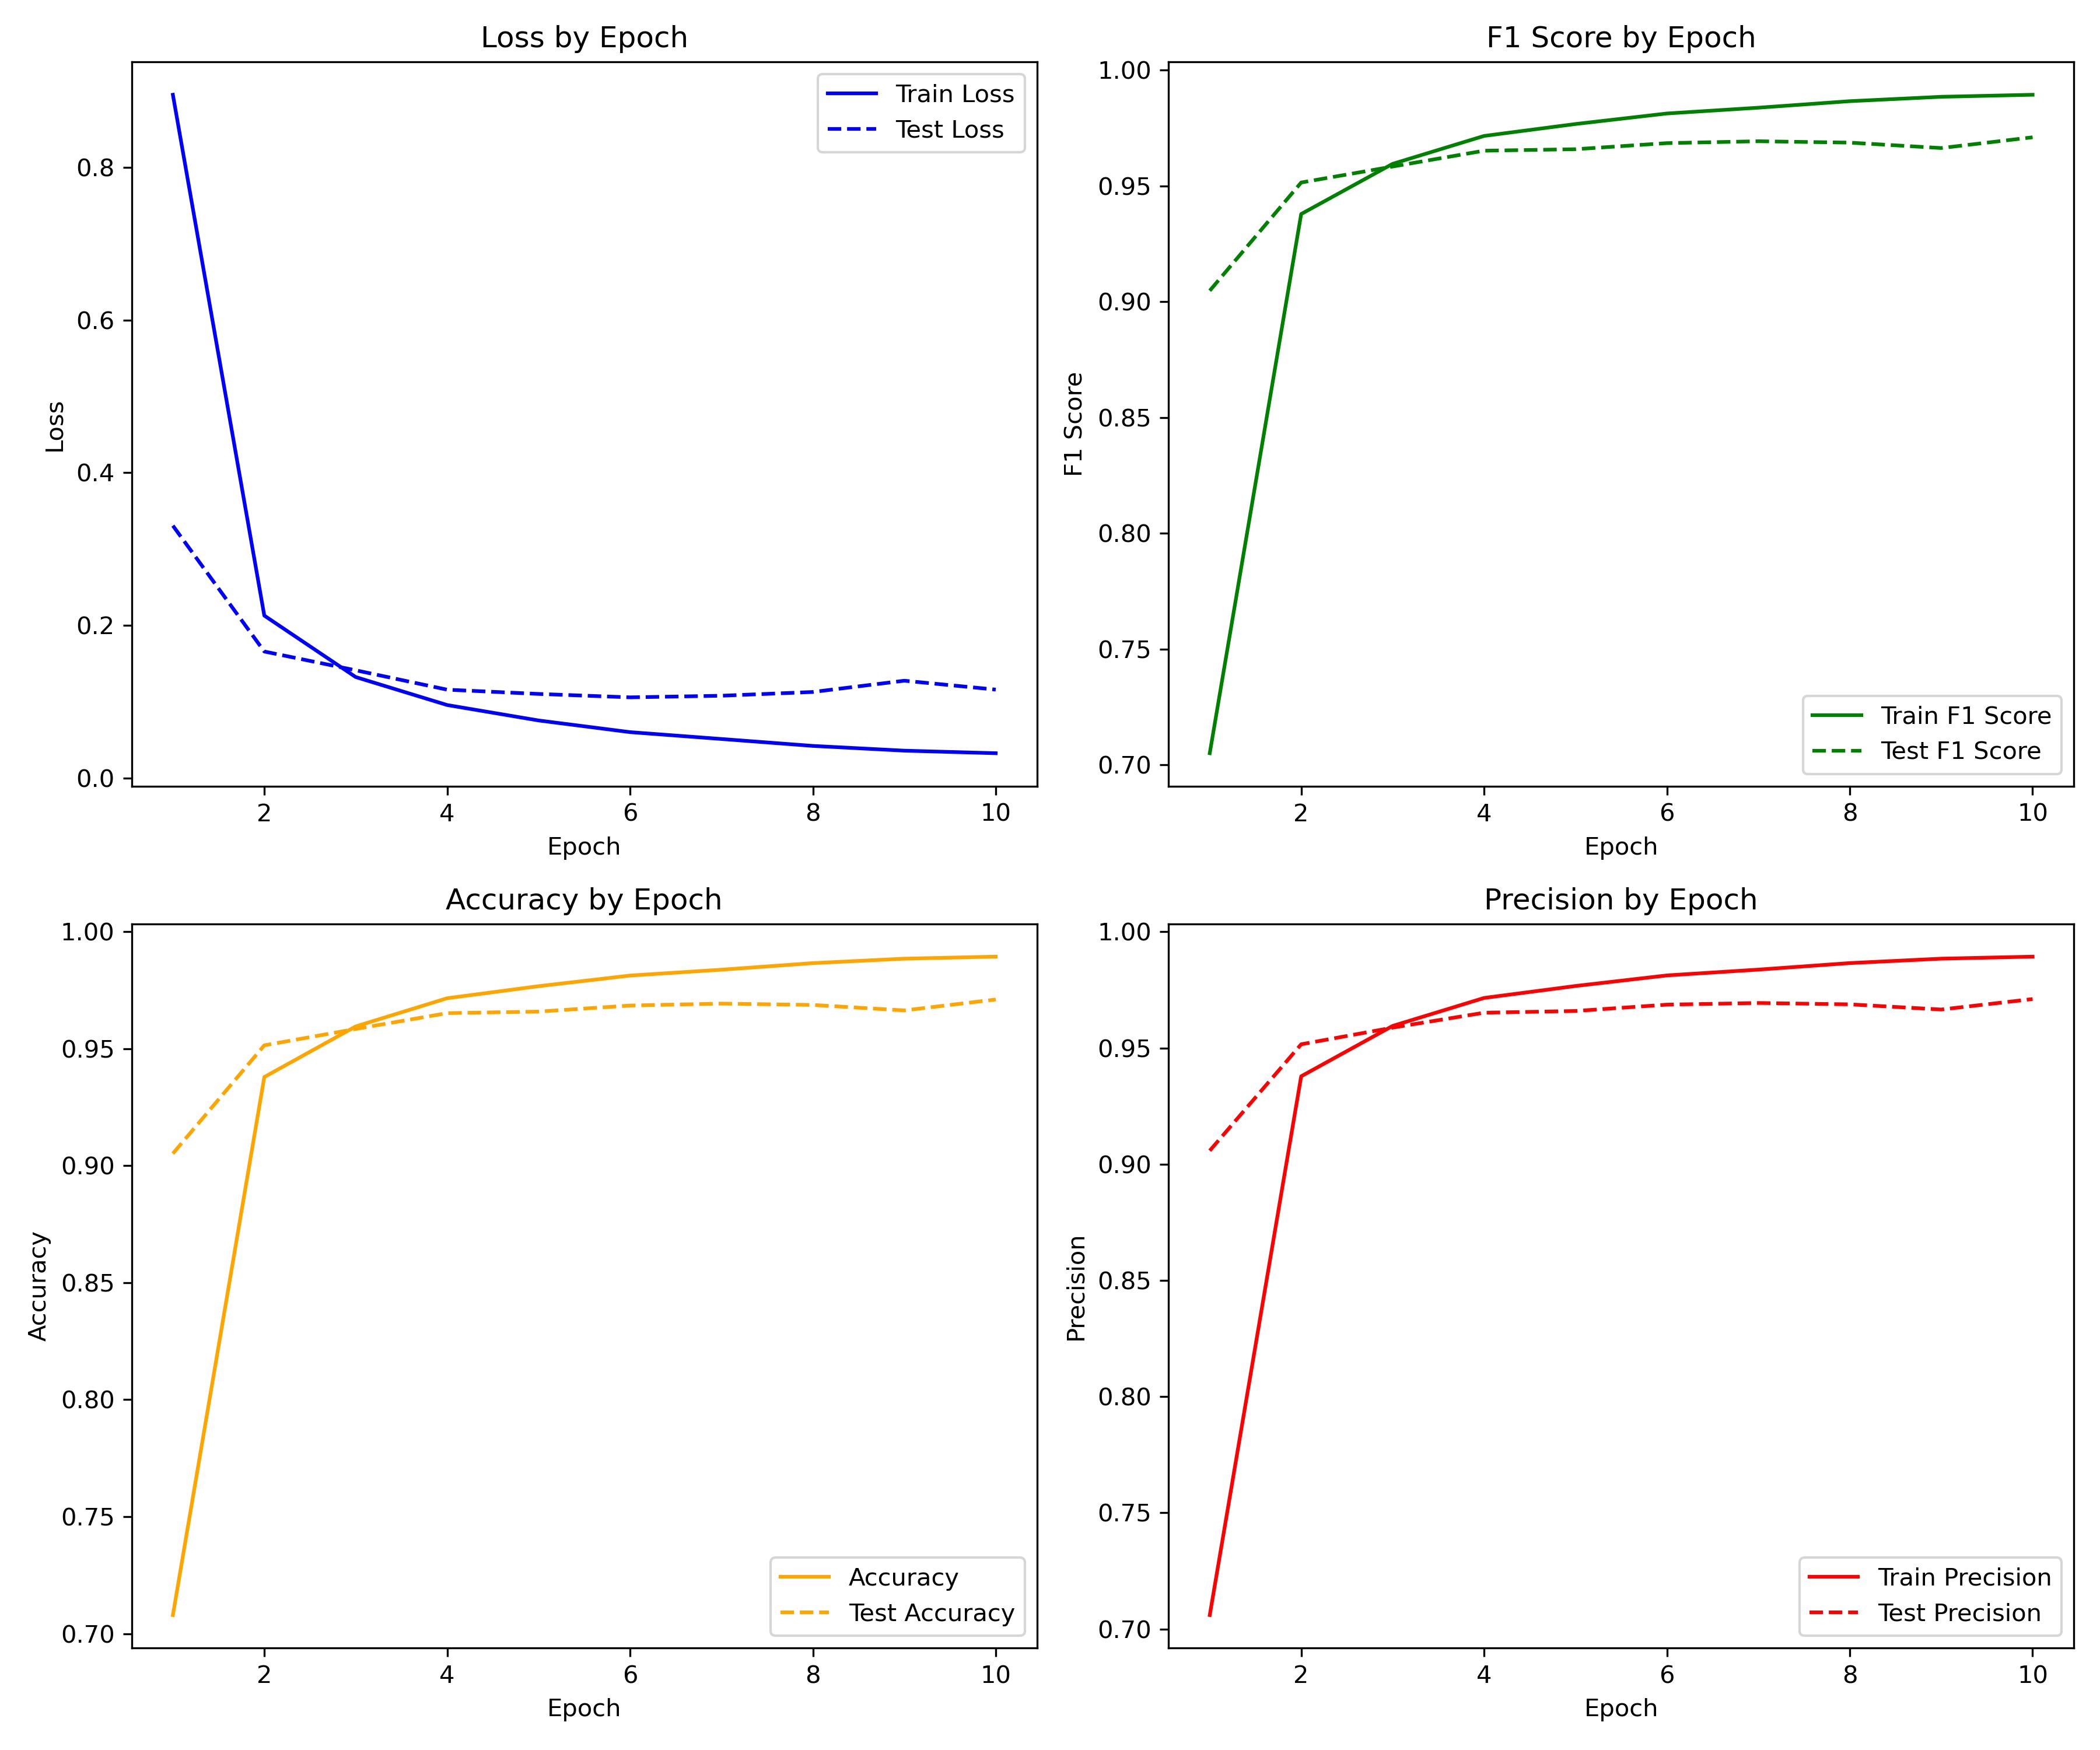 Loss by Epoch
Loss
0.8
0.6
0.4
0.2
0.0
Train Loss
Test Loss
2 4 6 8 10
Epoch
F1 Score by Epoch
F1 Score
1.00
0.95
0.90
0.85
0.80
0.75
0.70
Train F1 Score
Test F1 Score
2 4 6 8 10
Epoch
Accuracy by Epoch
Accuracy
1.00
0.95
0.90
0.85
0.80
0.75
0.70
Accuracy
Test Accuracy
2 4 6 8 10
Epoch
Precision by Epoch
Precision
1.00
0.95
0.90
0.85
0.80
0.75
0.70
Train Precision
Test Precision
2 4 6 8 10
Epoch